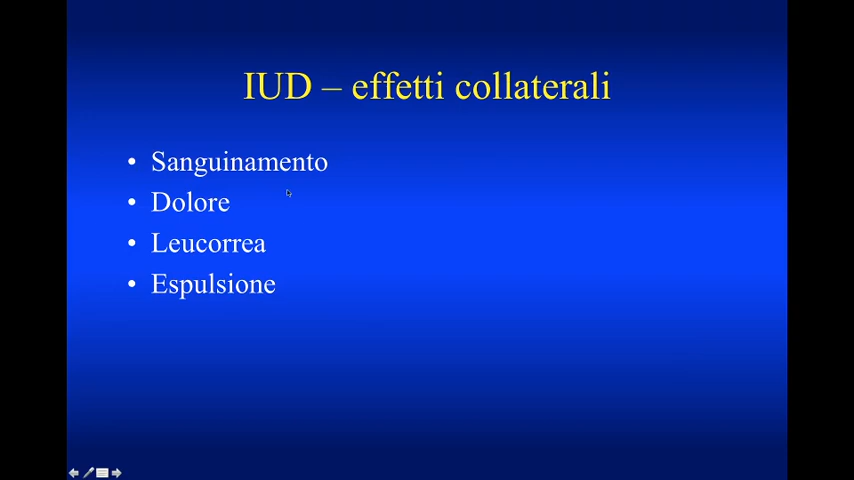 IUD – effetti collaterali
• Sanguinamento
• Dolore
• Leucorrea
• Espulsione